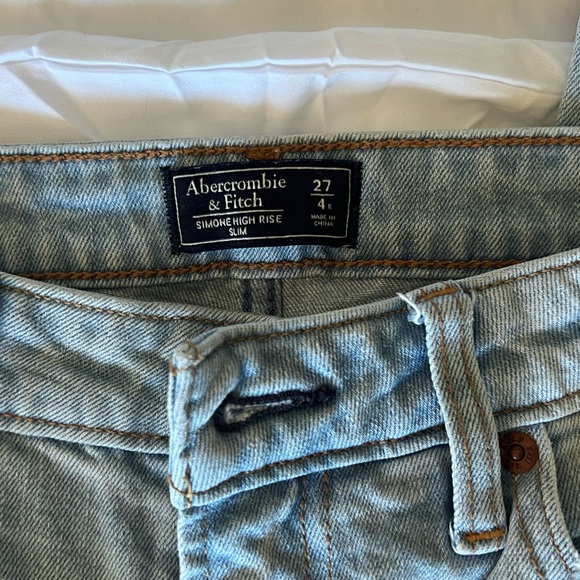 Abercrombie
& Fitch
SIMONE HIGH RISE
SLIM
27
4R
MADE IN
CHINA